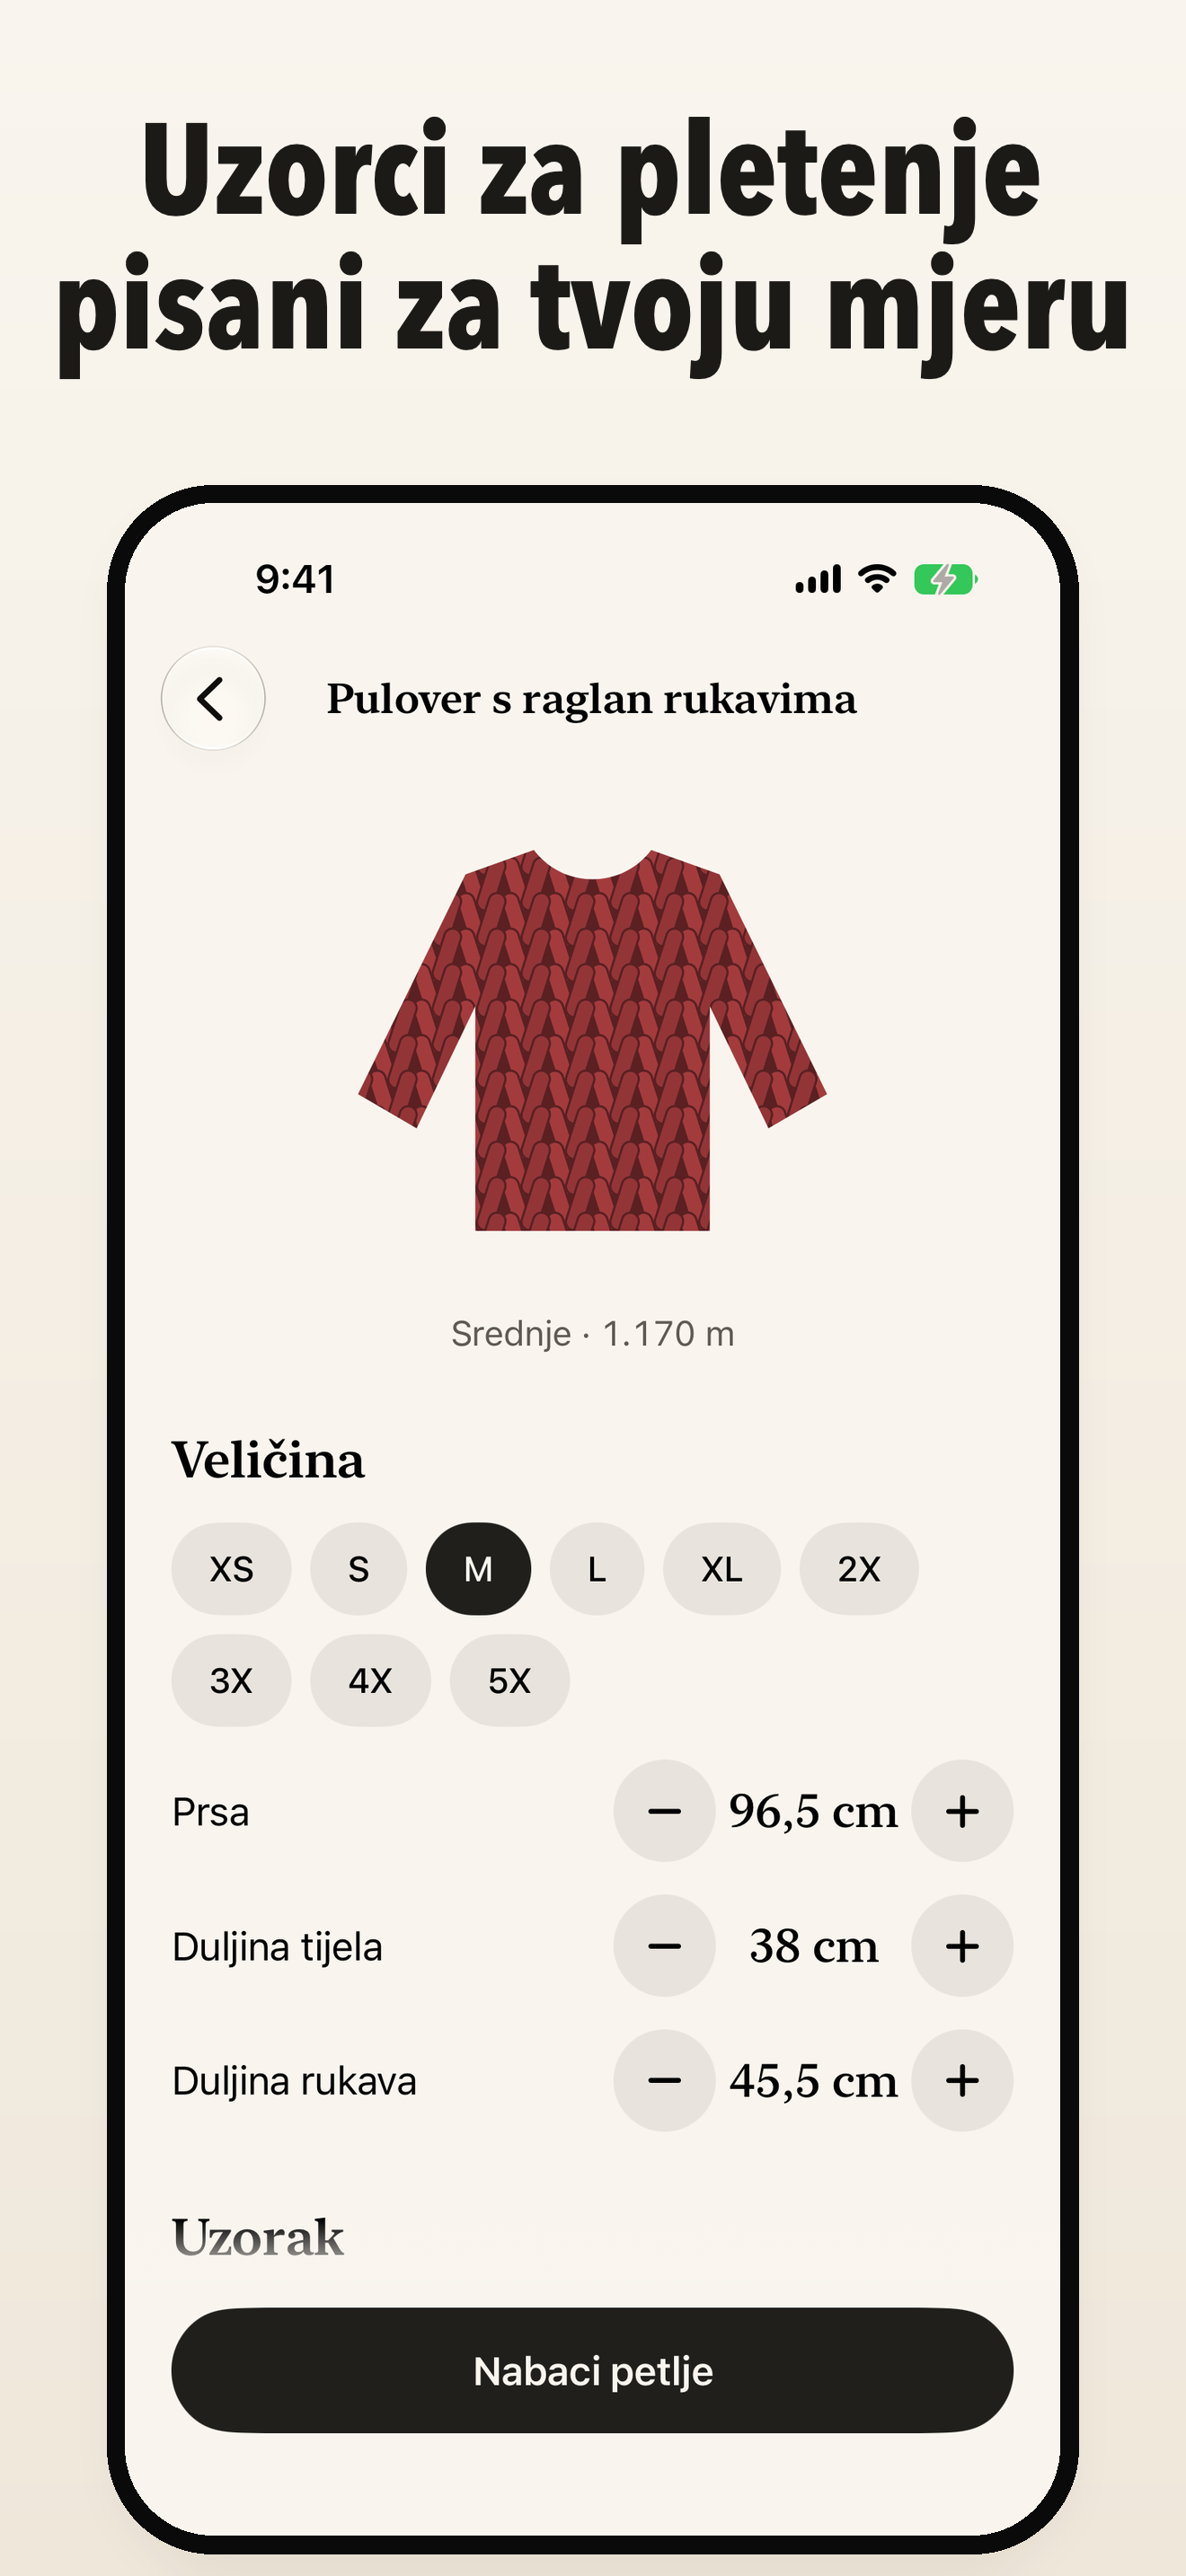 Uzorci za pletenje
pisani za tvoju mjeru
9:41
Pulover s raglan rukavima
Srednje · 1.170 m
Veličina
XS S M L XL 2X
3X 4X 5X
Prsa − 96,5 cm +
Duljina tijela − 38 cm +
Duljina rukava − 45,5 cm +
Uzorak
Nabaci petlje